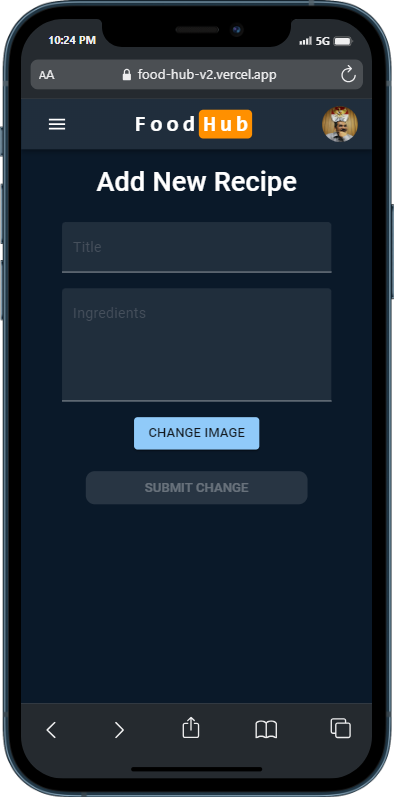 10:24 PM
5G
AA
food-hub-v2.vercel.app
Food Hub
Add New Recipe
Title
Ingredients
CHANGE IMAGE
SUBMIT CHANGE